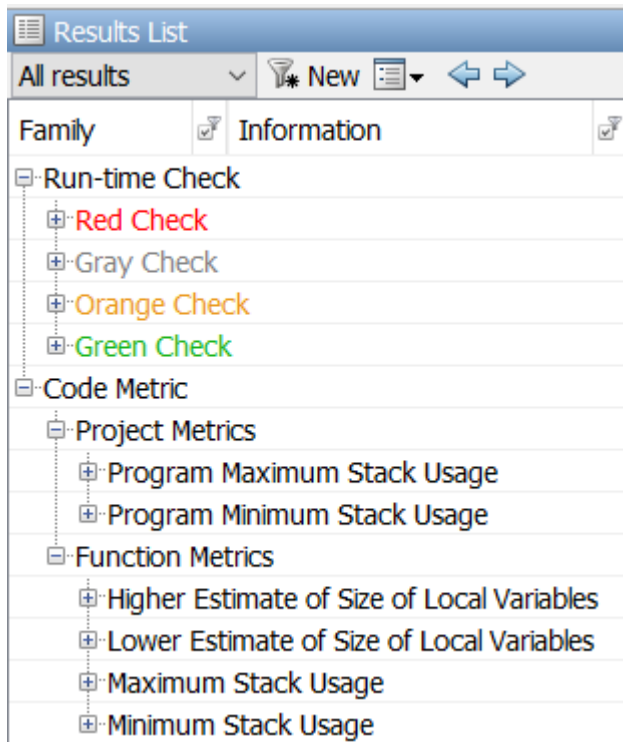 Results List
All results New
Family Information
Run-time Check
Red Check
Gray Check
Orange Check
Green Check
Code Metric
Project Metrics
Program Maximum Stack Usage
Program Minimum Stack Usage
Function Metrics
Higher Estimate of Size of Local Variables
Lower Estimate of Size of Local Variables
Maximum Stack Usage
Minimum Stack Usage